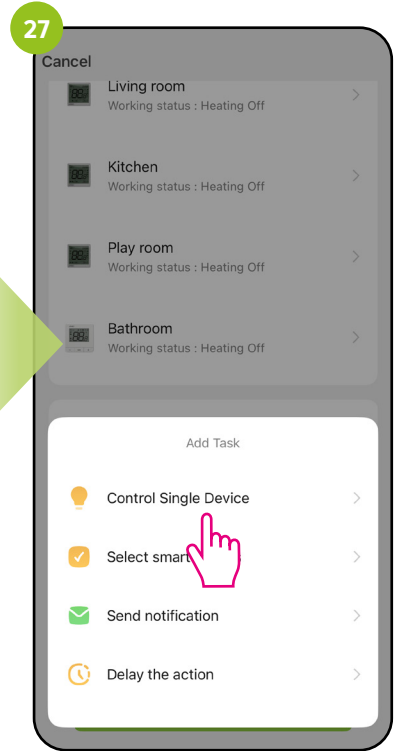 27
Cancel
Living room
Working status : Heating Off
Kitchen
Working status : Heating Off
Play room
Working status : Heating Off
Bathroom
Working status : Heating Off
Add Task
Control Single Device
Select smart
Send notification
Delay the action